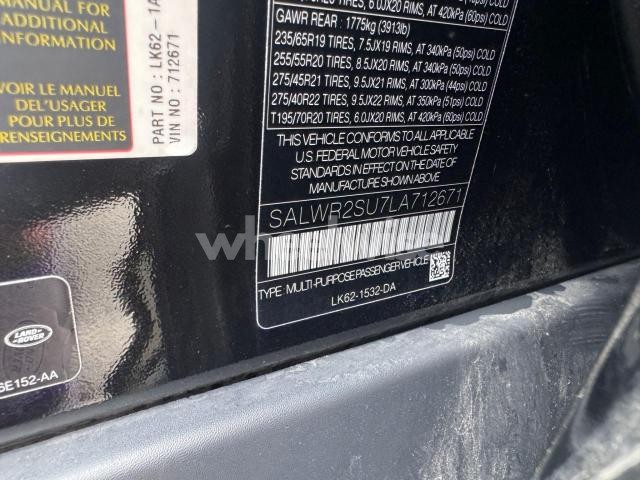 MANUAL FOR
ADDITIONAL
INFORMATION
VOIR LE MANUEL
DEL'USAGER
POUR PLUS DE
RENSEIGNEMENTS
PART NO : LK62 - 1A
VIN NO : 712671
GAWR REAR : 1775kg (3913lb)
235/65R19 TIRES, 7.5JX19 RIMS, AT 340kPa (50psi) COLD
255/55R20 TIRES, 8.5JX20 RIMS, AT 340kPa (50psi) COLD
275/45R21 TIRES, 9.5JX21 RIMS, AT 300kPa (44psi) COLD
275/40R22 TIRES, 9.5JX22 RIMS, AT 350kPa (51psi) COLD
T195/70R20 TIRES, 6.0JX20 RIMS, AT 420kPa (60psi) COLD
THIS VEHICLE CONFORMS TO ALL APPLICABLE
U.S. FEDERAL MOTOR VEHICLE SAFETY
STANDARDS IN EFFECT ON THE DATE OF
MANUFACTURE SHOWN ABOVE.
SALWR2SU7LA712671
TYPE: MULTI-PURPOSE PASSENGER VEHICLE
LK62-1532-DA
LAND-
ROVER
6E152-AA